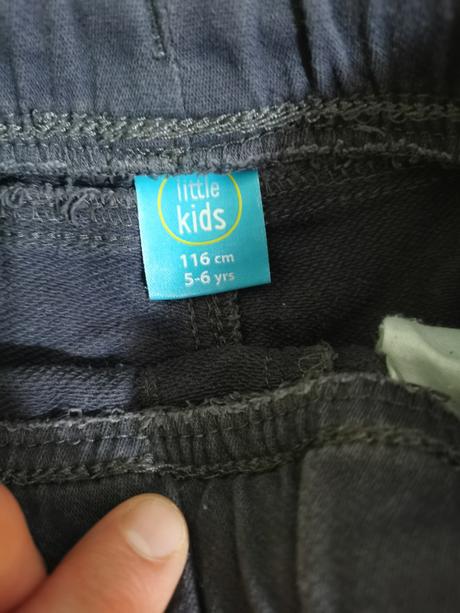 little
kids
116 cm
5-6 yrs